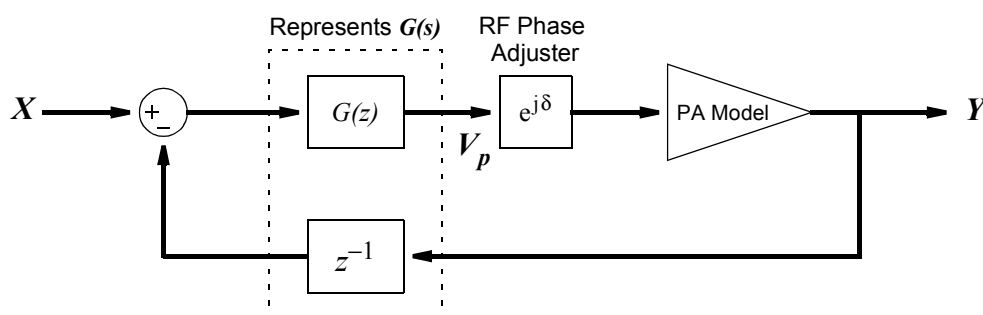 Represents G(s)
RF Phase
Adjuster
X
+
−
G(z)
V_p
e^{jδ}
PA Model
Y
z^{−1}